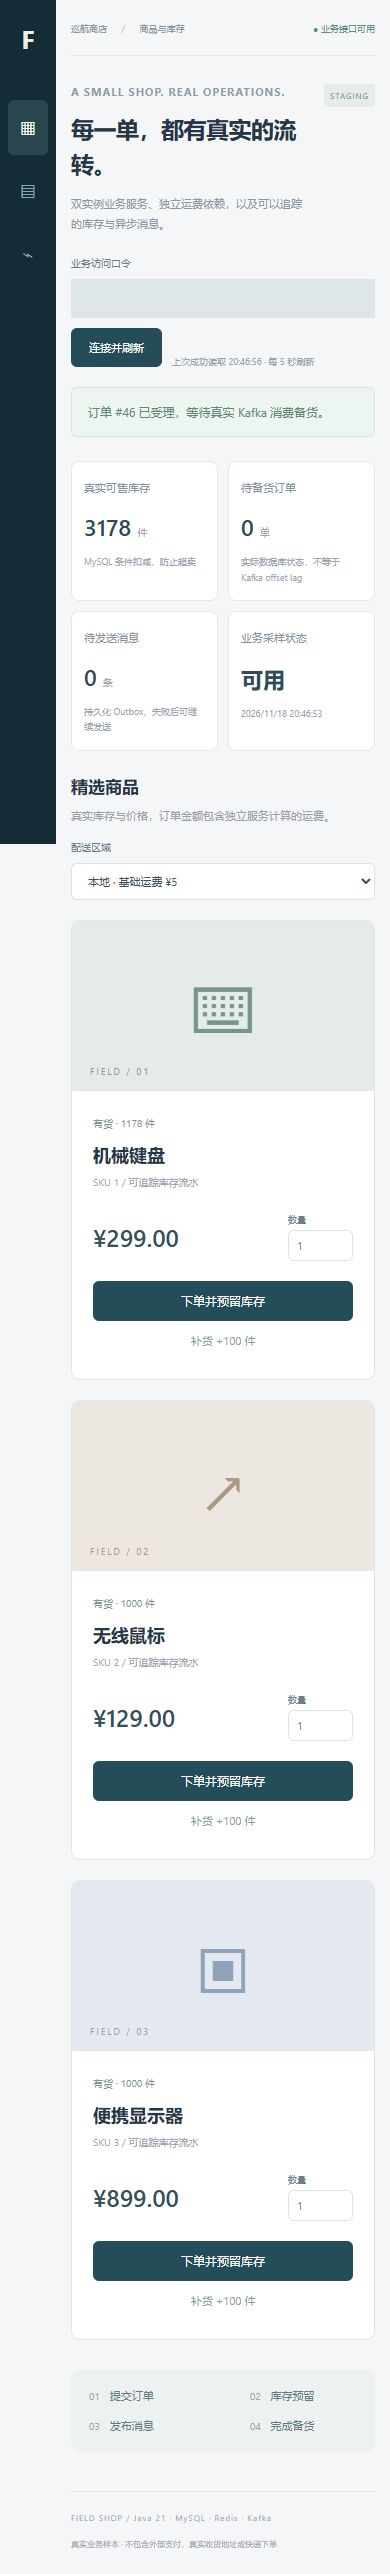 F
巡航商店 / 商品与库存
● 业务接口可用
A SMALL SHOP. REAL OPERATIONS.
STAGING
每一单，都有真实的流
转。
双实例业务服务、独立运费依赖，以及可以追踪
的库存与异步消息。
业务访问口令
连接并刷新
上次成功读取 20:46:56 · 每 5 秒刷新
订单 #46 已受理，等待真实 Kafka 消费备货。
真实可售库存
3178 件
MySQL 条件扣减，防止超卖
待备货订单
0 单
实际数据库状态，不等于
Kafka offset lag
待发送消息
0 条
持久化 Outbox，失败后可继
续发送
业务采样状态
可用
2026/11/18 20:46:53
精选商品
真实库存与价格，订单金额包含独立服务计算的运费。
配送区域
本地 · 基础运费 ¥5
FIELD / 01
有货 · 1178 件
机械键盘
SKU 1 / 可追踪库存流水
¥299.00
数量
1
下单并预留库存
补货 +100 件
FIELD / 02
有货 · 1000 件
无线鼠标
SKU 2 / 可追踪库存流水
¥129.00
数量
1
下单并预留库存
补货 +100 件
FIELD / 03
有货 · 1000 件
便携显示器
SKU 3 / 可追踪库存流水
¥899.00
数量
1
下单并预留库存
补货 +100 件
01 提交订单
02 库存预留
03 发布消息
04 完成备货
FIELD SHOP / Java 21 · MySQL · Redis · Kafka
真实业务样本 · 不包含外部支付、真实收货地址或快递下单